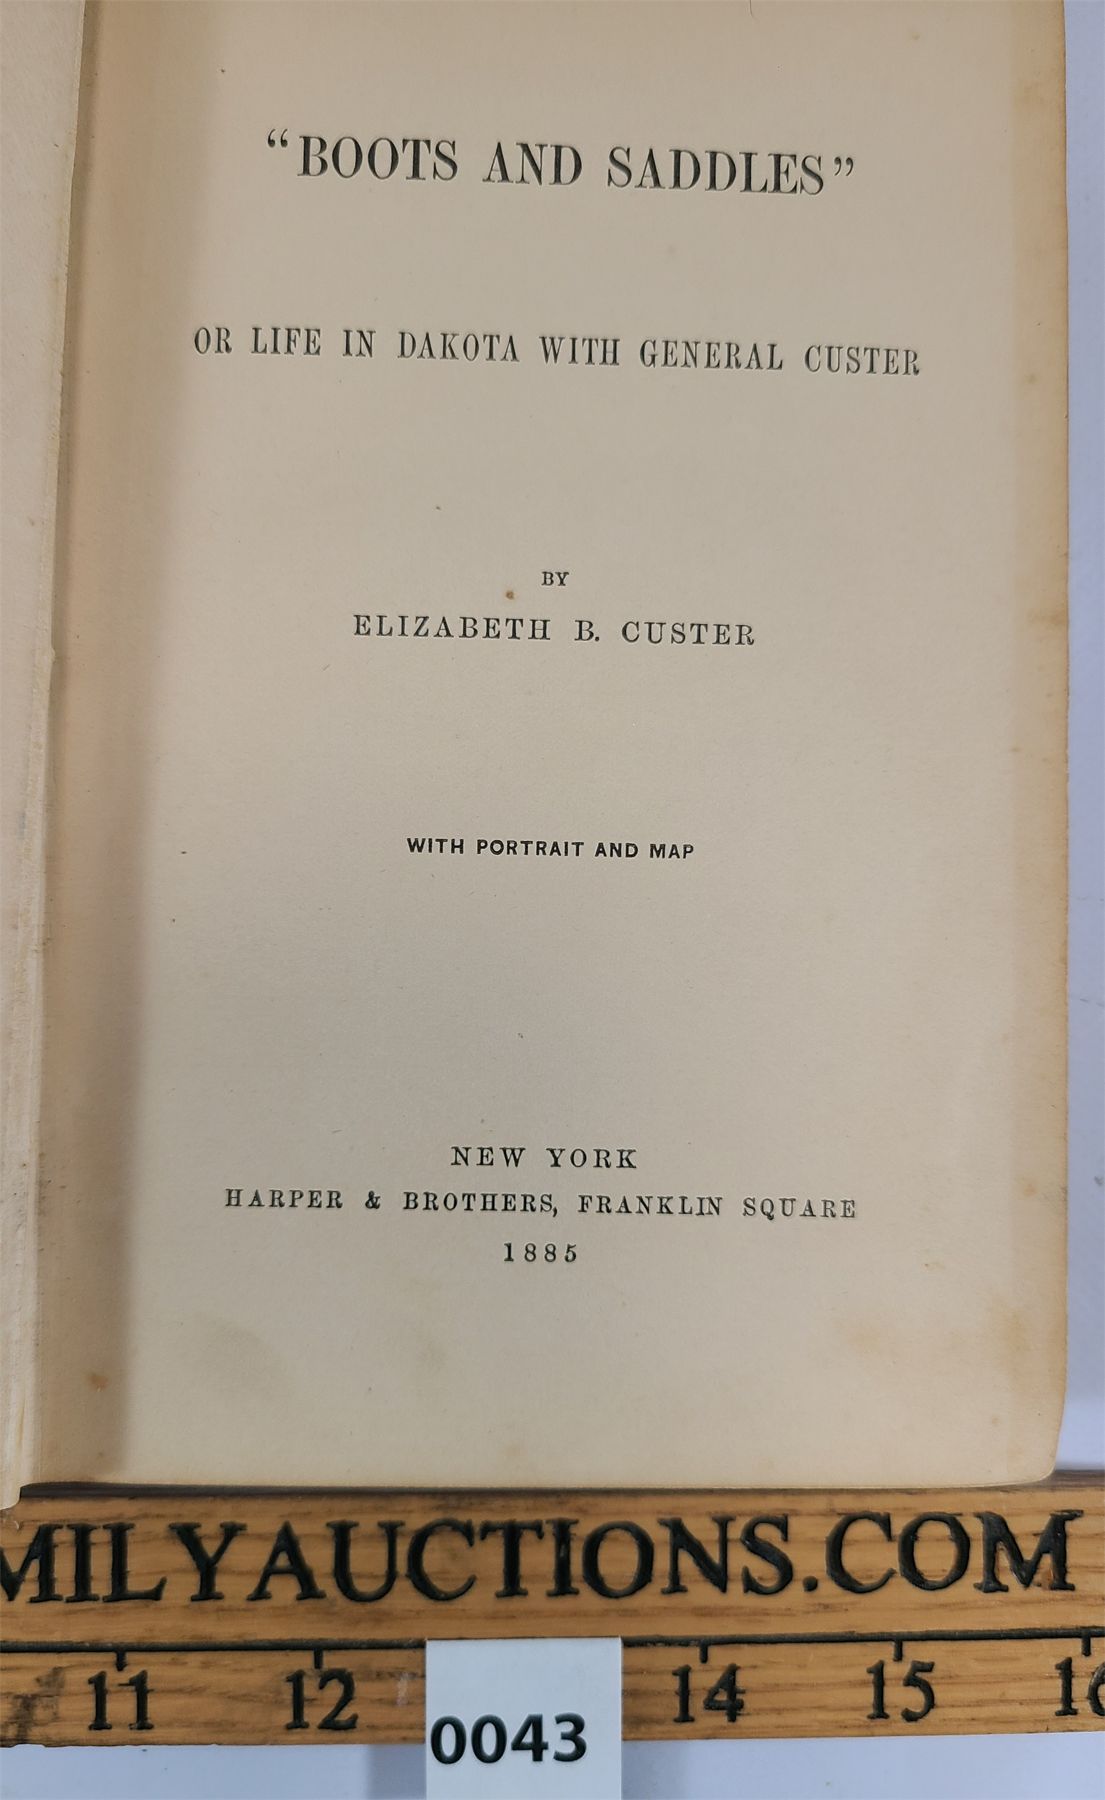 "BOOTS AND SADDLES"
OR LIFE IN DAKOTA WITH GENERAL CUSTER
BY
ELIZABETH B. CUSTER
WITH PORTRAIT AND MAP
NEW YORK
HARPER & BROTHERS, FRANKLIN SQUARE
1885
MILYAUCTIONS.COM
11 12 14 15 16
0043